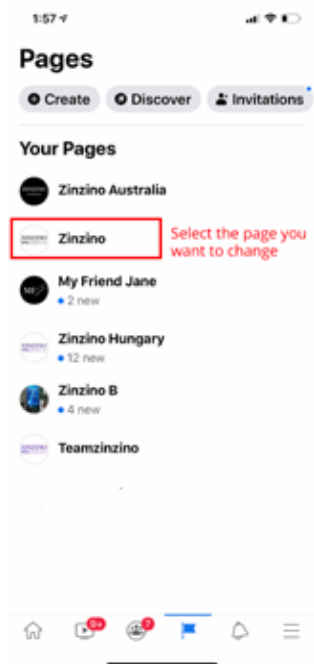 1:57
Pages
Create
Discover
Invitations
Your Pages
Zinzino Australia
Zinzino
Select the page you
want to change
My Friend Jane
2 new
Zinzino Hungary
12 new
Zinzino B
4 new
Teamzinzino
9+
7